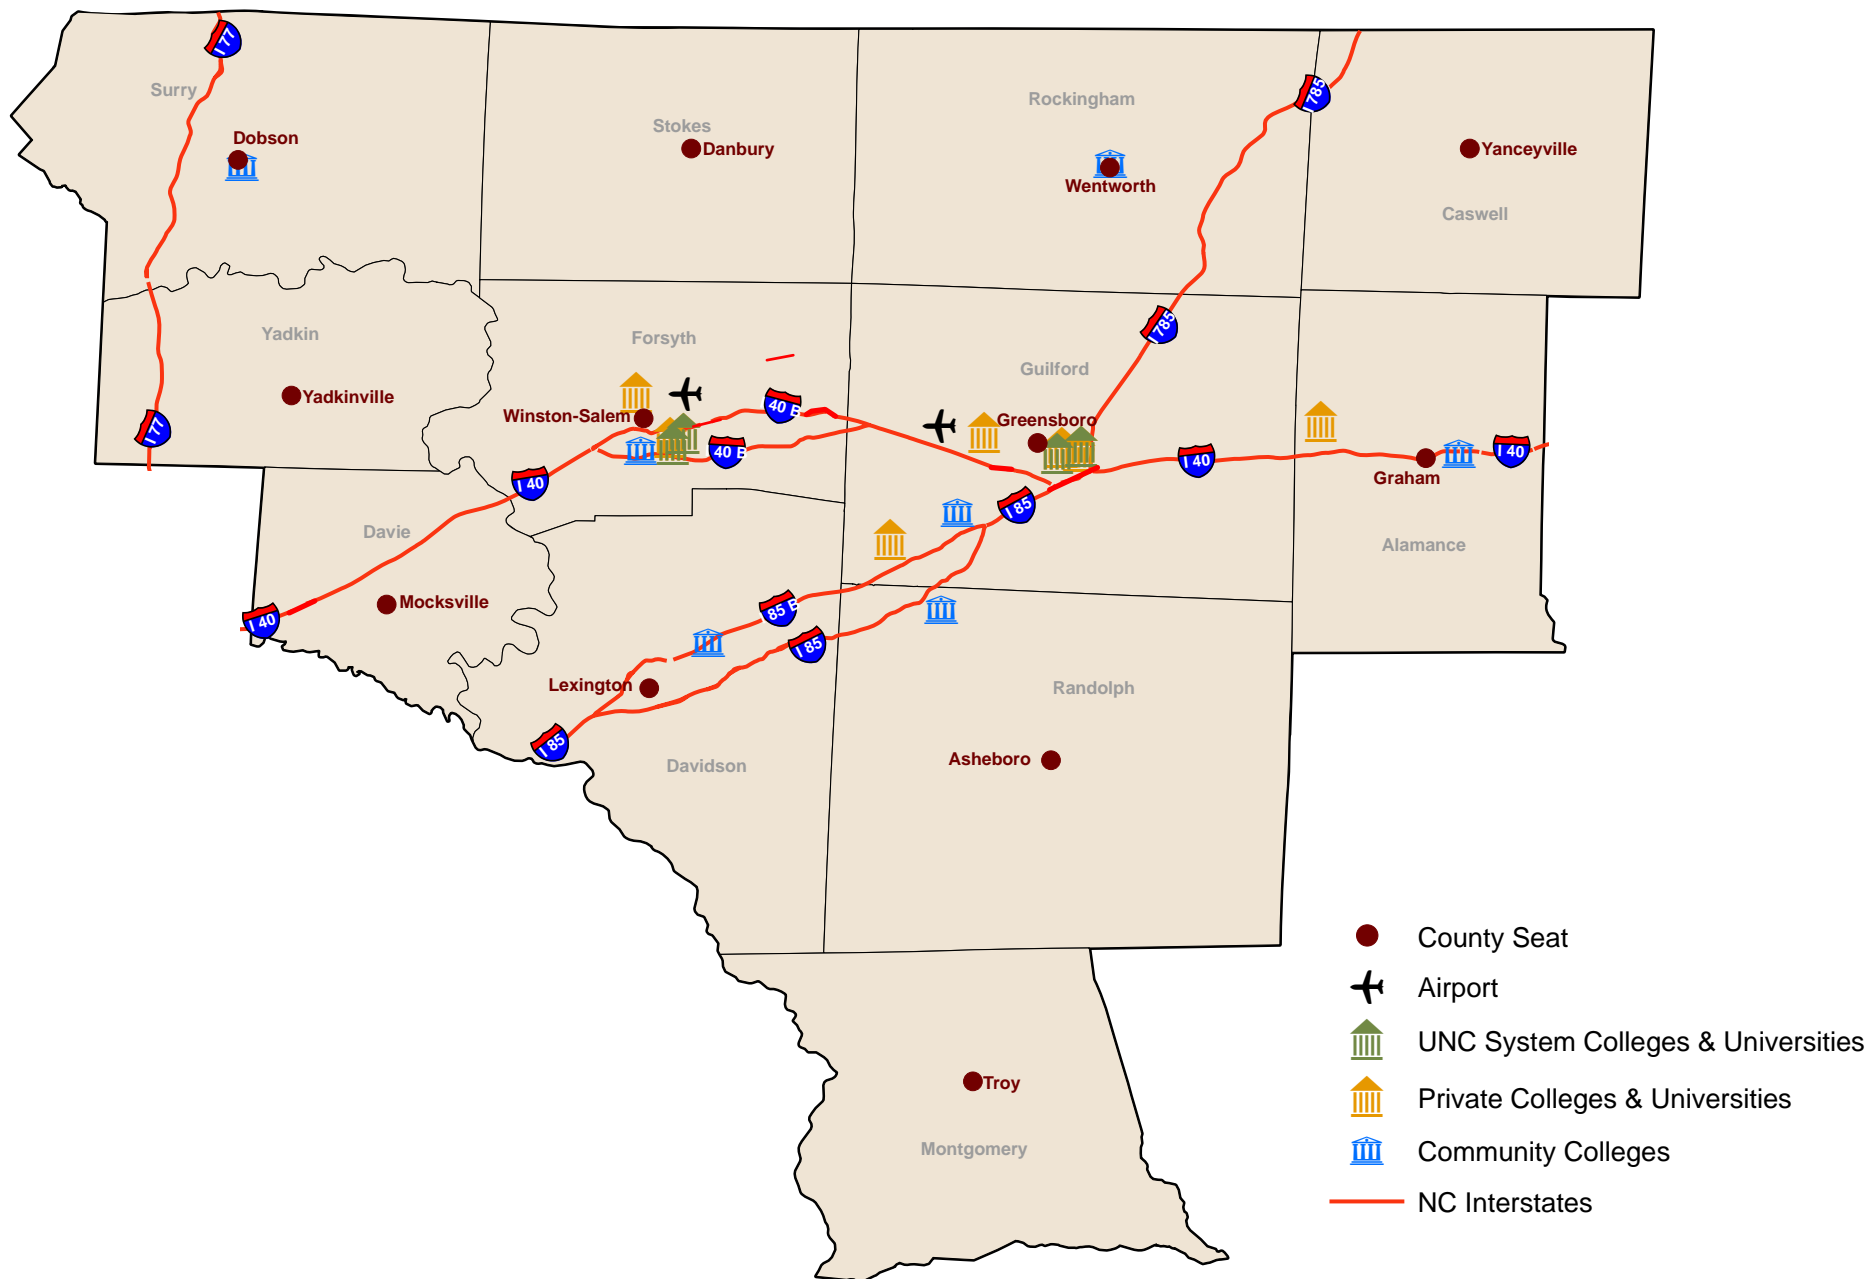 I 77
I 785
Surry
Rockingham
Stokes
Dobson
Danbury
Yanceyville
Wentworth
Caswell
Yadkin
Forsyth
I 785
Guilford
Yadkinville
40 B
Winston-Salem
Greensboro
I 77
40 B
I 40
I 40
Graham
I 40
I 85
Davie
Alamance
Mocksville
85 B
I 40
I 85
Lexington
Randolph
I 85
Davidson
Asheboro
Troy
Montgomery
County Seat
Airport
UNC System Colleges & Universities
Private Colleges & Universities
Community Colleges
NC Interstates